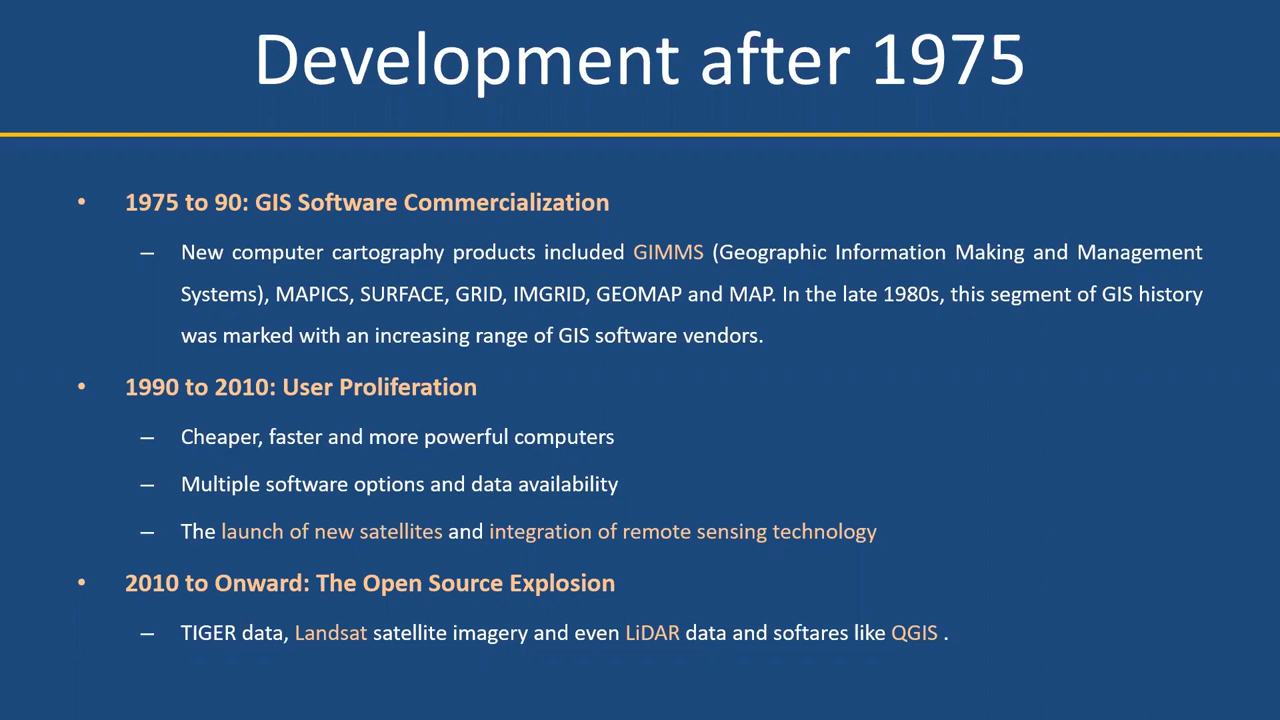 Development after 1975
• 1975 to 90: GIS Software Commercialization
– New computer cartography products included GIMMS (Geographic Information Making and Management
Systems), MAPICS, SURFACE, GRID, IMGRID, GEOMAP and MAP. In the late 1980s, this segment of GIS history
was marked with an increasing range of GIS software vendors.
• 1990 to 2010: User Proliferation
– Cheaper, faster and more powerful computers
– Multiple software options and data availability
– The launch of new satellites and integration of remote sensing technology
• 2010 to Onward: The Open Source Explosion
– TIGER data, Landsat satellite imagery and even LiDAR data and softares like QGIS .